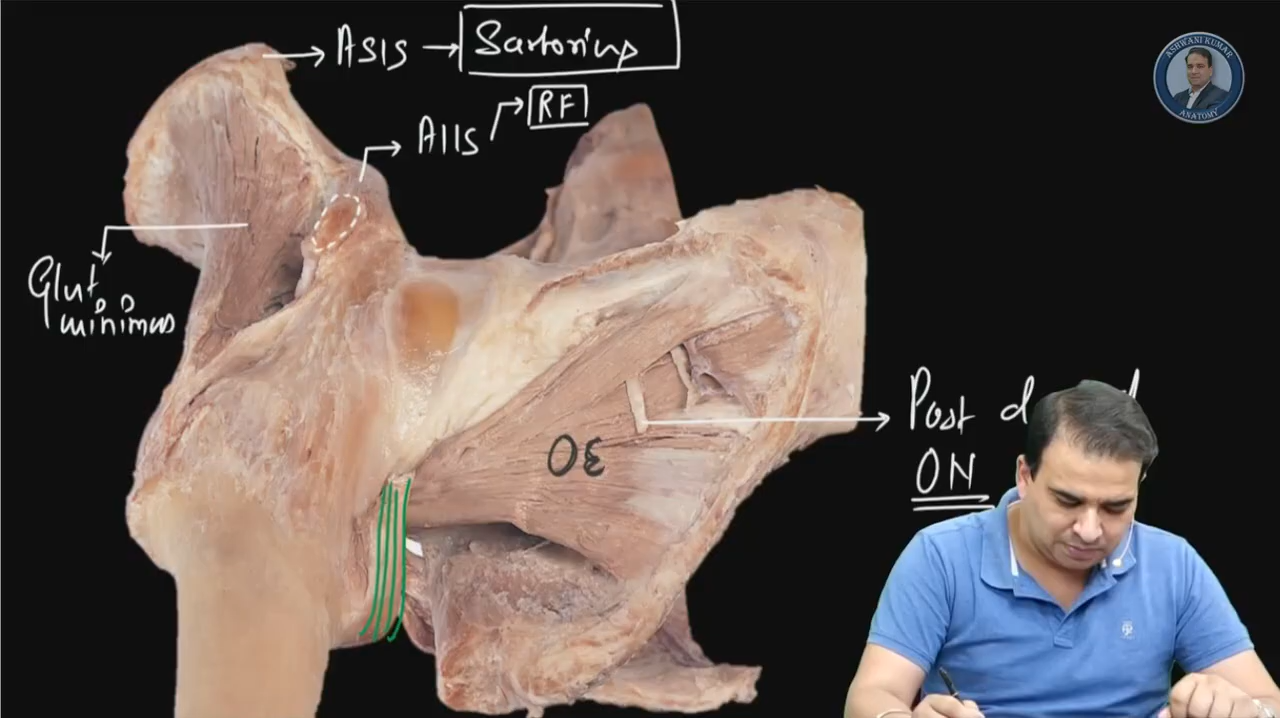 ASIS → Sartorius
AIIS → RF
Glut.
minimus
OE
Post
ON
ASHWANI KUMAR
ANATOMY